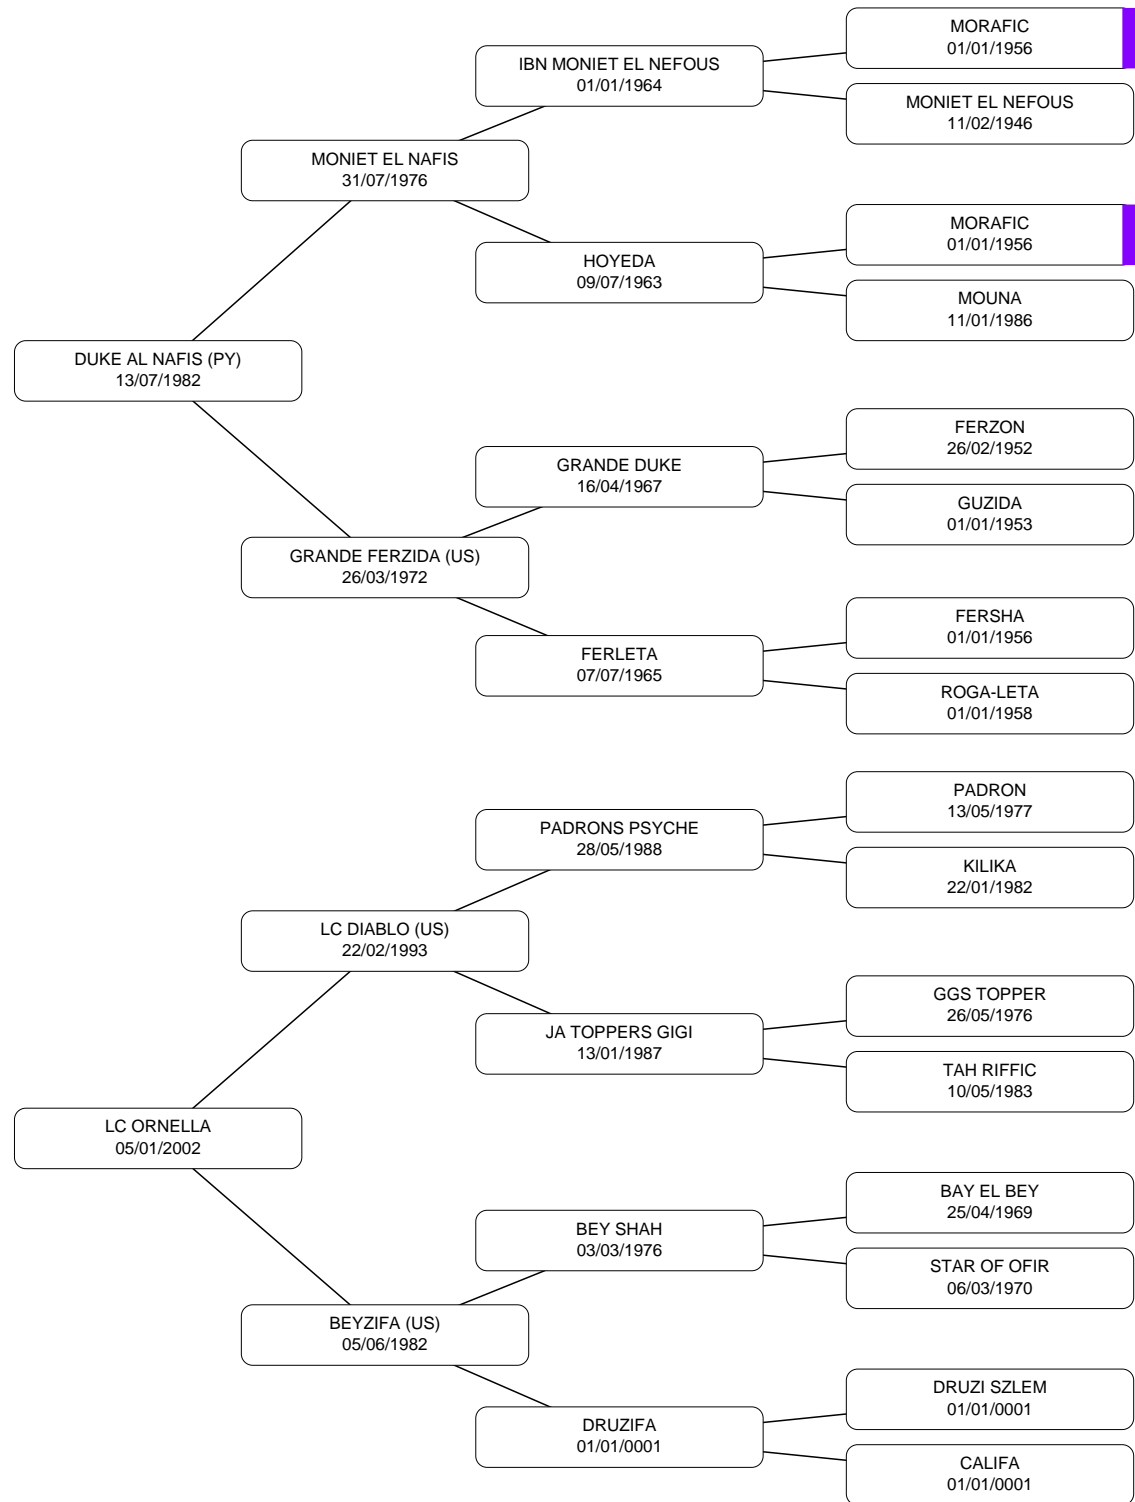 MORAFIC
01/01/1956
IBN MONIET EL NEFOUS
01/01/1964
MONIET EL NEFOUS
11/02/1946
MONIET EL NAFIS
31/07/1976
MORAFIC
01/01/1956
HOYEDA
09/07/1963
MOUNA
11/01/1986
DUKE AL NAFIS (PY)
13/07/1982
FERZON
26/02/1952
GRANDE DUKE
16/04/1967
GUZIDA
01/01/1953
GRANDE FERZIDA (US)
26/03/1972
FERSHA
01/01/1956
FERLETA
07/07/1965
ROGA-LETA
01/01/1958
PADRON
13/05/1977
PADRONS PSYCHE
28/05/1988
KILIKA
22/01/1982
LC DIABLO (US)
22/02/1993
GGS TOPPER
26/05/1976
JA TOPPERS GIGI
13/01/1987
TAH RIFFIC
10/05/1983
LC ORNELLA
05/01/2002
BAY EL BEY
25/04/1969
BEY SHAH
03/03/1976
STAR OF OFIR
06/03/1970
BEYZIFA (US)
05/06/1982
DRUZI SZLEM
01/01/0001
DRUZIFA
01/01/0001
CALIFA
01/01/0001